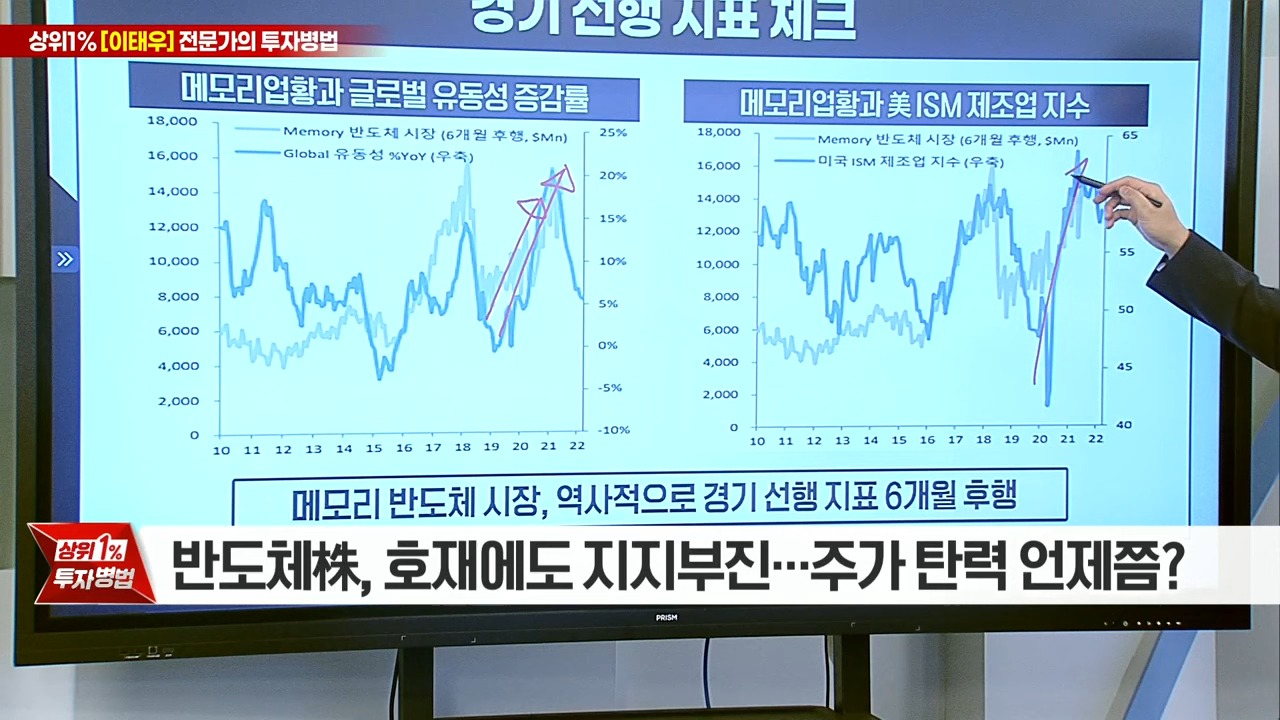 경기 선행 지표 체크
상위1% [이태우] 전문가의 투자병법
메모리업황과 글로벌 유동성 증감률
18,000
16,000
14,000
12,000
10,000
8,000
6,000
4,000
2,000
0
Memory 반도체 시장 (6개월 후행, $Mn)
Global 유동성 %YoY (우축)
25%
20%
15%
10%
5%
0%
-5%
-10%
10 11 12 13 14 15 16 17 18 19 20 21 22
메모리업황과 美 ISM 제조업 지수
18,000
16,000
14,000
12,000
10,000
8,000
6,000
4,000
2,000
0
Memory 반도체 시장 (6개월 후행, $Mn)
미국 ISM 제조업 지수 (우축)
65
55
50
45
40
10 11 12 13 14 15 16 17 18 19 20 21 22
메모리 반도체 시장, 역사적으로 경기 선행 지표 6개월 후행
상위 1%
투자병법
반도체株, 호재에도 지지부진…주가 탄력 언제쯤?
PRISM